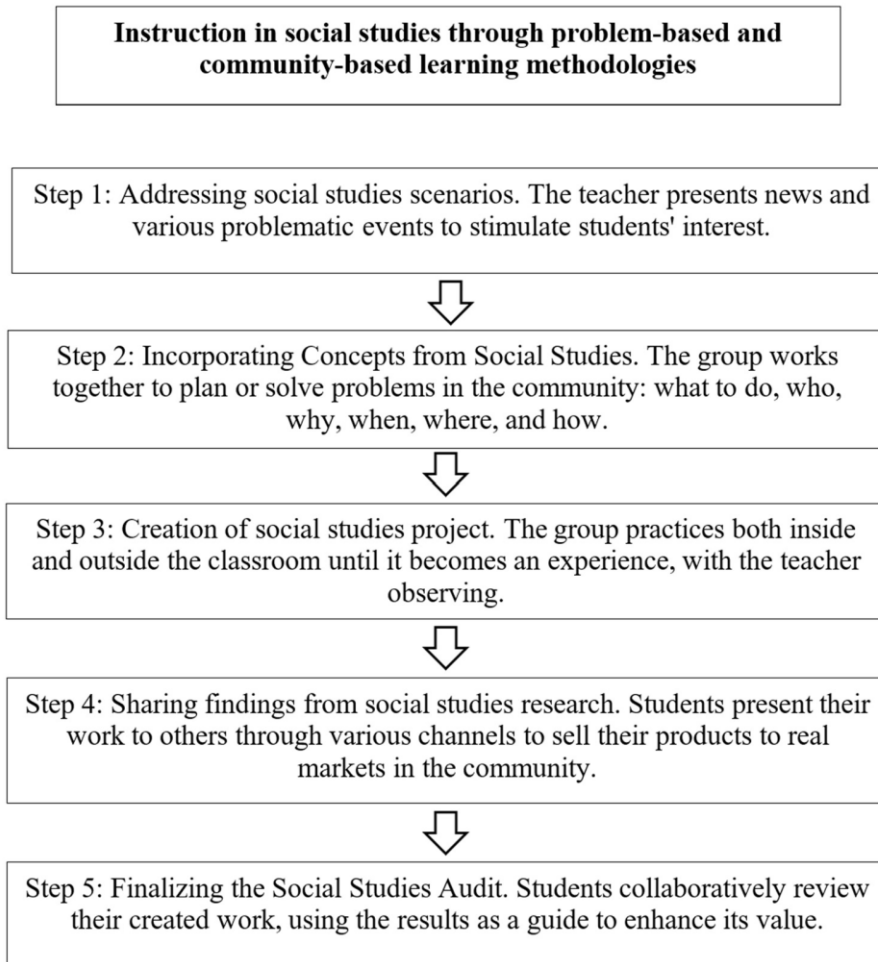 Instruction in social studies through problem-based and
community-based learning methodologies
Step 1: Addressing social studies scenarios. The teacher presents news and
various problematic events to stimulate students' interest.
Step 2: Incorporating Concepts from Social Studies. The group works
together to plan or solve problems in the community: what to do, who,
why, when, where, and how.
Step 3: Creation of social studies project. The group practices both inside
and outside the classroom until it becomes an experience, with the teacher
observing.
Step 4: Sharing findings from social studies research. Students present their
work to others through various channels to sell their products to real
markets in the community.
Step 5: Finalizing the Social Studies Audit. Students collaboratively review
their created work, using the results as a guide to enhance its value.